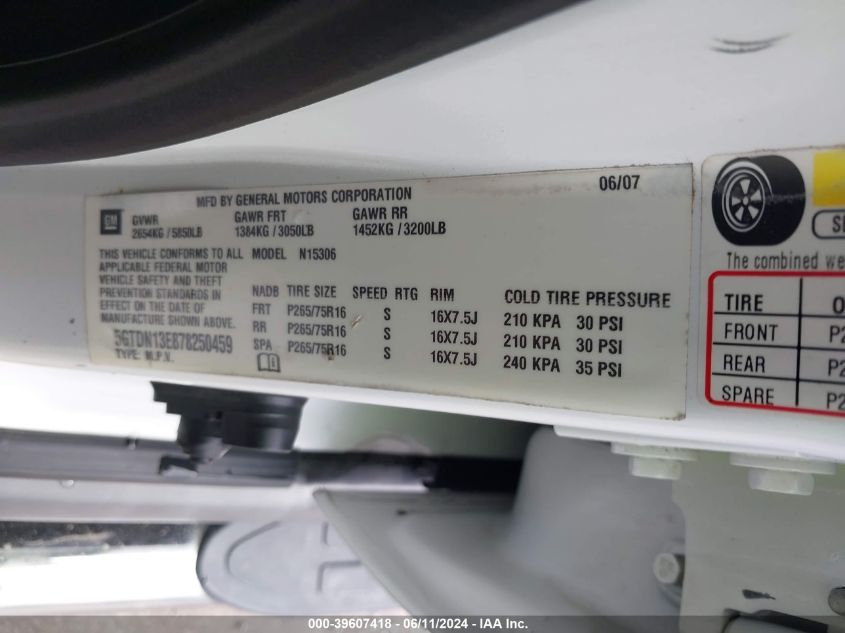 MFD BY GENERAL MOTORS CORPORATION 06/07
GM
GVWR GAWR FRT GAWR RR
2654KG / 5850LB 1384KG / 3050LB 1452KG / 3200LB
THIS VEHICLE CONFORMS TO ALL MODEL N15306
APPLICABLE FEDERAL MOTOR
VEHICLE SAFETY AND THEFT
PREVENTION STANDARDS IN
EFFECT ON THE DATE OF
MANUFACTURE SHOWN ABOVE.
5GTDN13E878250459
TYPE: M.P.V.
NADB TIRE SIZE SPEED RTG RIM COLD TIRE PRESSURE
FRT P265/75R16 S 16X7.5J 210 KPA 30 PSI
RR P265/75R16 S 16X7.5J 210 KPA 30 PSI
SPA P265/75R16 S 16X7.5J 240 KPA 35 PSI
The combined we
TIRE O
FRONT P2
REAR P2
SPARE P2
000-39607418 - 06/11/2024 - IAA Inc.